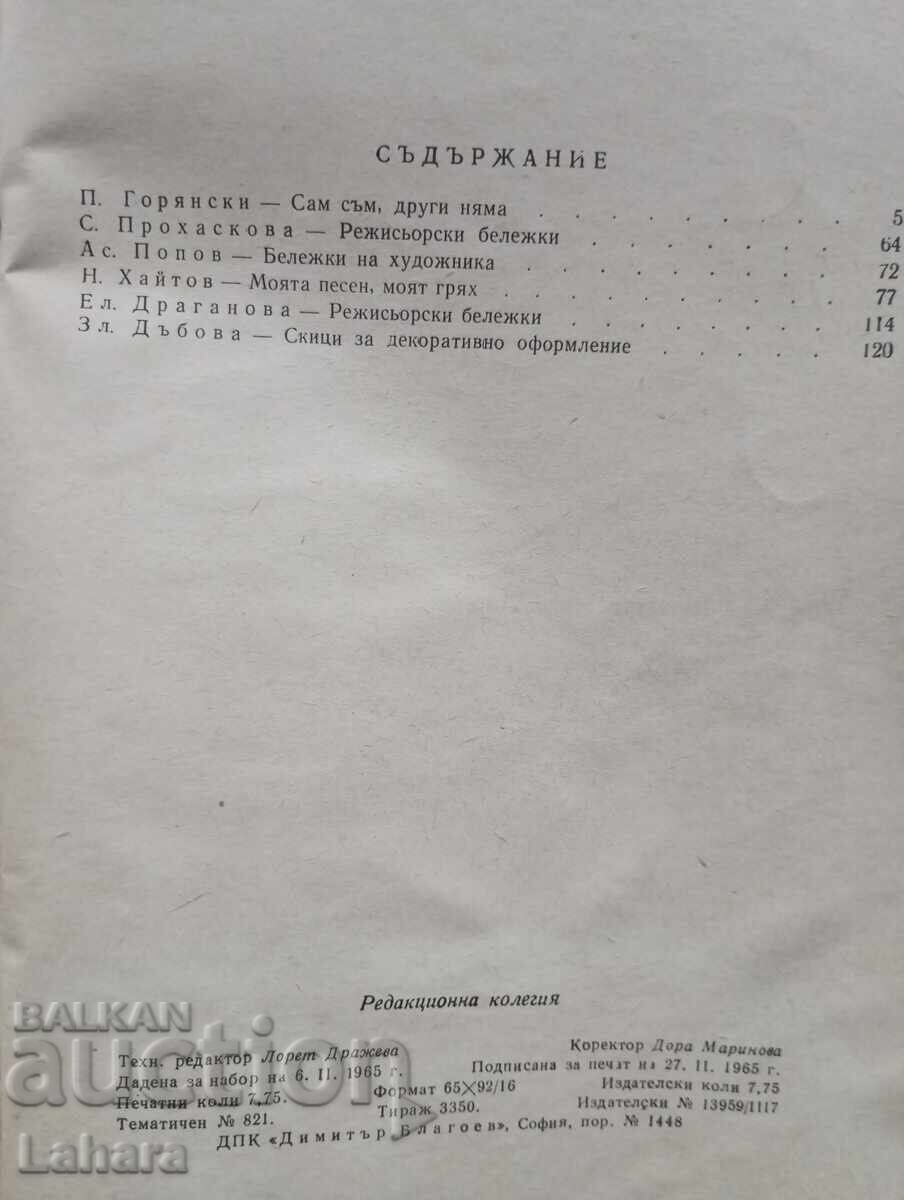 СЪДЪРЖАНИЕ
П. Горянски — Сам съм, други няма . . . . . . . . . 5
С. Прохаскова — Режисьорски бележки . . . . . . . . 64
Ас. Попов — Бележки на художника . . . . . . . . . 72
Н. Хайтов — Моята песен, моят грях . . . . . . . . . 77
Ел. Драганова — Режисьорски бележки . . . . . . . . 114
Зл. Дъбова — Скици за декоративно оформление . . . . . 120
Редакционна колегия
Техн. редактор Лорет Дражева Коректор Дора Маринова
Дадена за набор на 6. II. 1965 г. Подписана за печат на 27. II. 1965 г.
Печатни коли 7,75. Формат 65×92/16 Издателски коли 7,75
Тематичен № 821. Тираж 3350. Издателски № 13959/1117
ДПК «Димитър Благоев», София, пор. № 1448
BALKAN
auction
Lahara